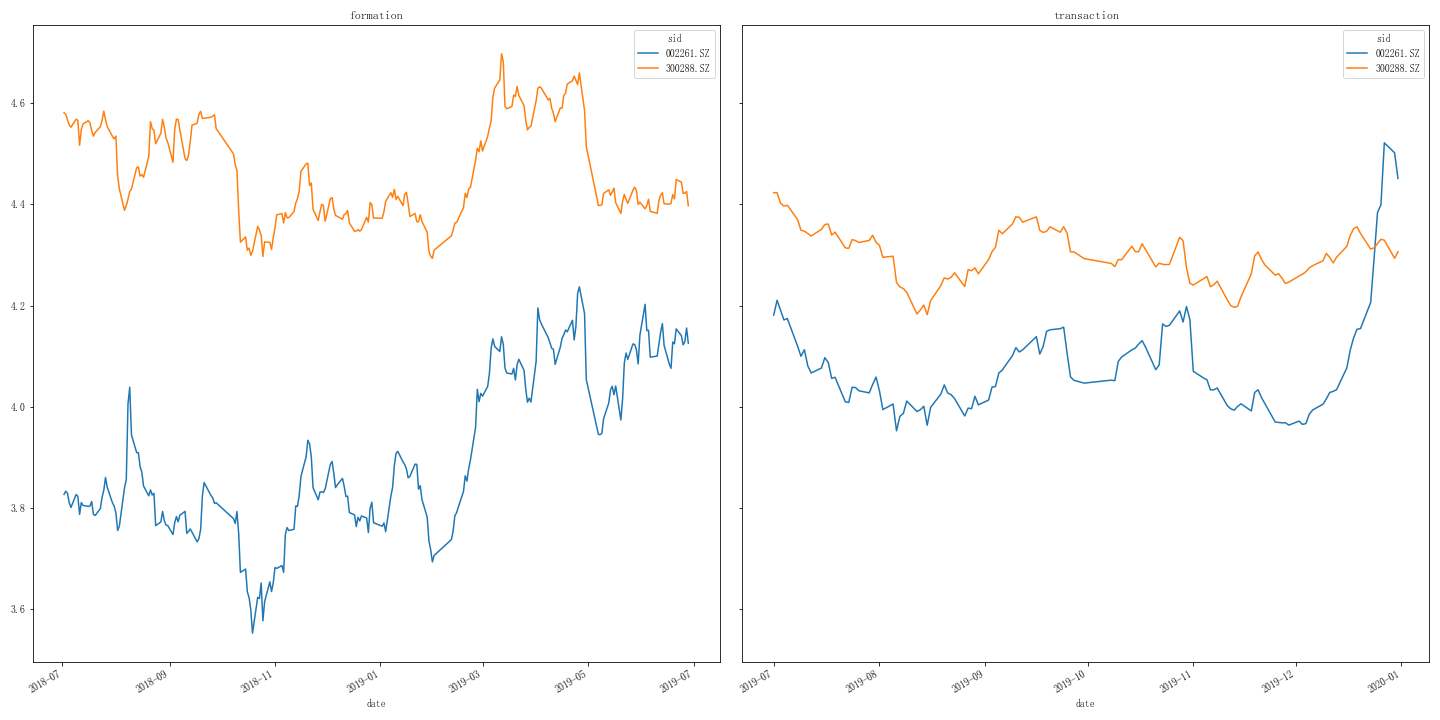 formation
sid
002261.SZ
300288.SZ
4.6
4.4
4.2
4.0
3.8
3.6
2018-07
2018-09
2018-11
2019-01
2019-03
2019-05
2019-07
date
transaction
sid
002261.SZ
300288.SZ
2019-07
2019-08
2019-09
2019-10
2019-11
2019-12
2020-01
date